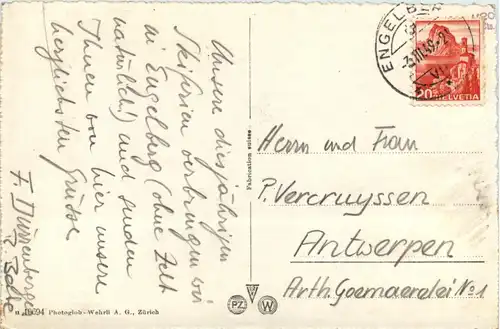 Unsere diesjährigen
Skiferien verbringen wir
in Engelberg (ohne Zelt
natürlich!) und senden
Ihnen von hier unsere
herzlichsten Grüsse
F.
Fabrication suisse
ENGELBERG
20
HELVETIA
Herrn und Frau
P. Vercruyssen
Antwerpen
Arth. Goemaerelei No 1
Photoglob-Wehrli A. G., Zürich
PZ
W